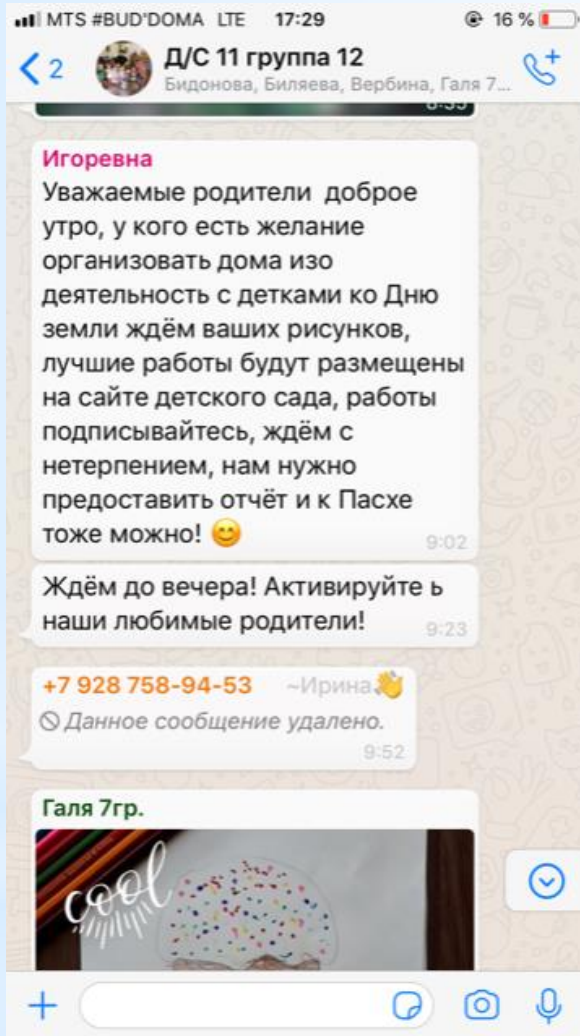 MTS #BUD'DOMA LTE 17:29 16 %
2
Д/С 11 группа 12
Бидонова, Биляева, Вербина, Галя 7...
8:35
Игоревна
Уважаемые родители доброе
утро, у кого есть желание
организовать дома изо
деятельность с детками ко Дню
земли ждём ваших рисунков,
лучшие работы будут размещены
на сайте детского сада, работы
подписывайтесь, ждём с
нетерпением, нам нужно
предоставить отчёт и к Пасхе
тоже можно! 😊
9:02
Ждём до вечера! Активируйте ь
наши любимые родители!
9:23
+7 928 758-94-53 ~Ирина👋
Данное сообщение удалено.
9:52
Галя 7гр.
cool